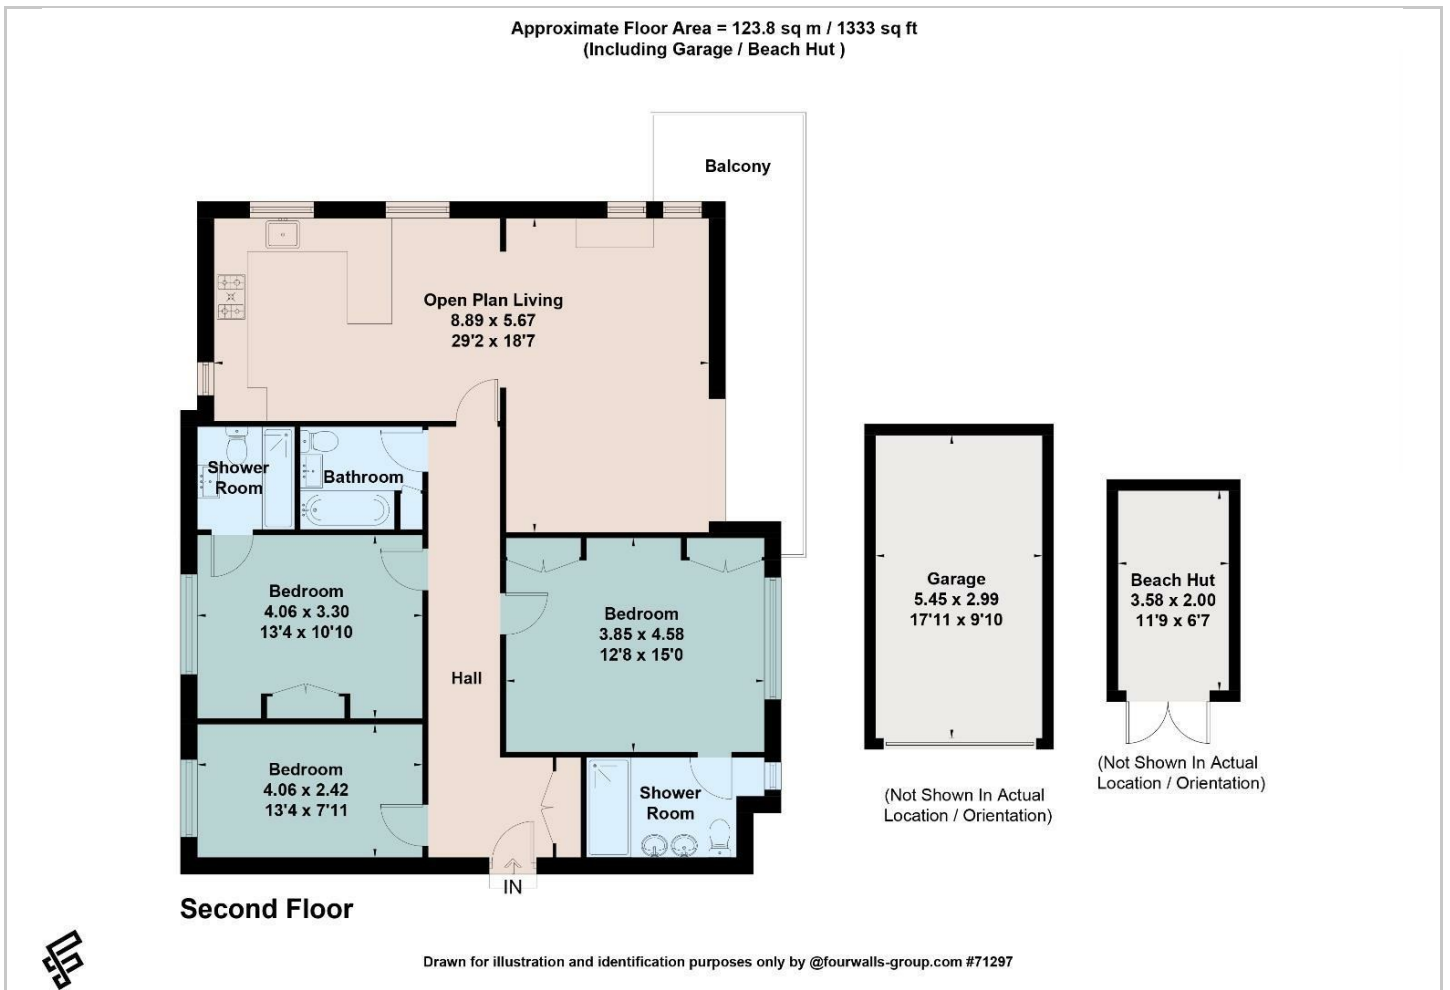 Approximate Floor Area = 123.8 sq m / 1333 sq ft
(Including Garage / Beach Hut )
Balcony
Open Plan Living
8.89 x 5.67
29'2 x 18'7
Shower
Room
Bathroom
Bedroom
4.06 x 3.30
13'4 x 10'10
Bedroom
3.85 x 4.58
12'8 x 15'0
Hall
Bedroom
4.06 x 2.42
13'4 x 7'11
Shower
Room
IN
Garage
5.45 x 2.99
17'11 x 9'10
(Not Shown In Actual
Location / Orientation)
Beach Hut
3.58 x 2.00
11'9 x 6'7
(Not Shown In Actual
Location / Orientation)
Second Floor
Drawn for illustration and identification purposes only by @fourwalls-group.com #71297